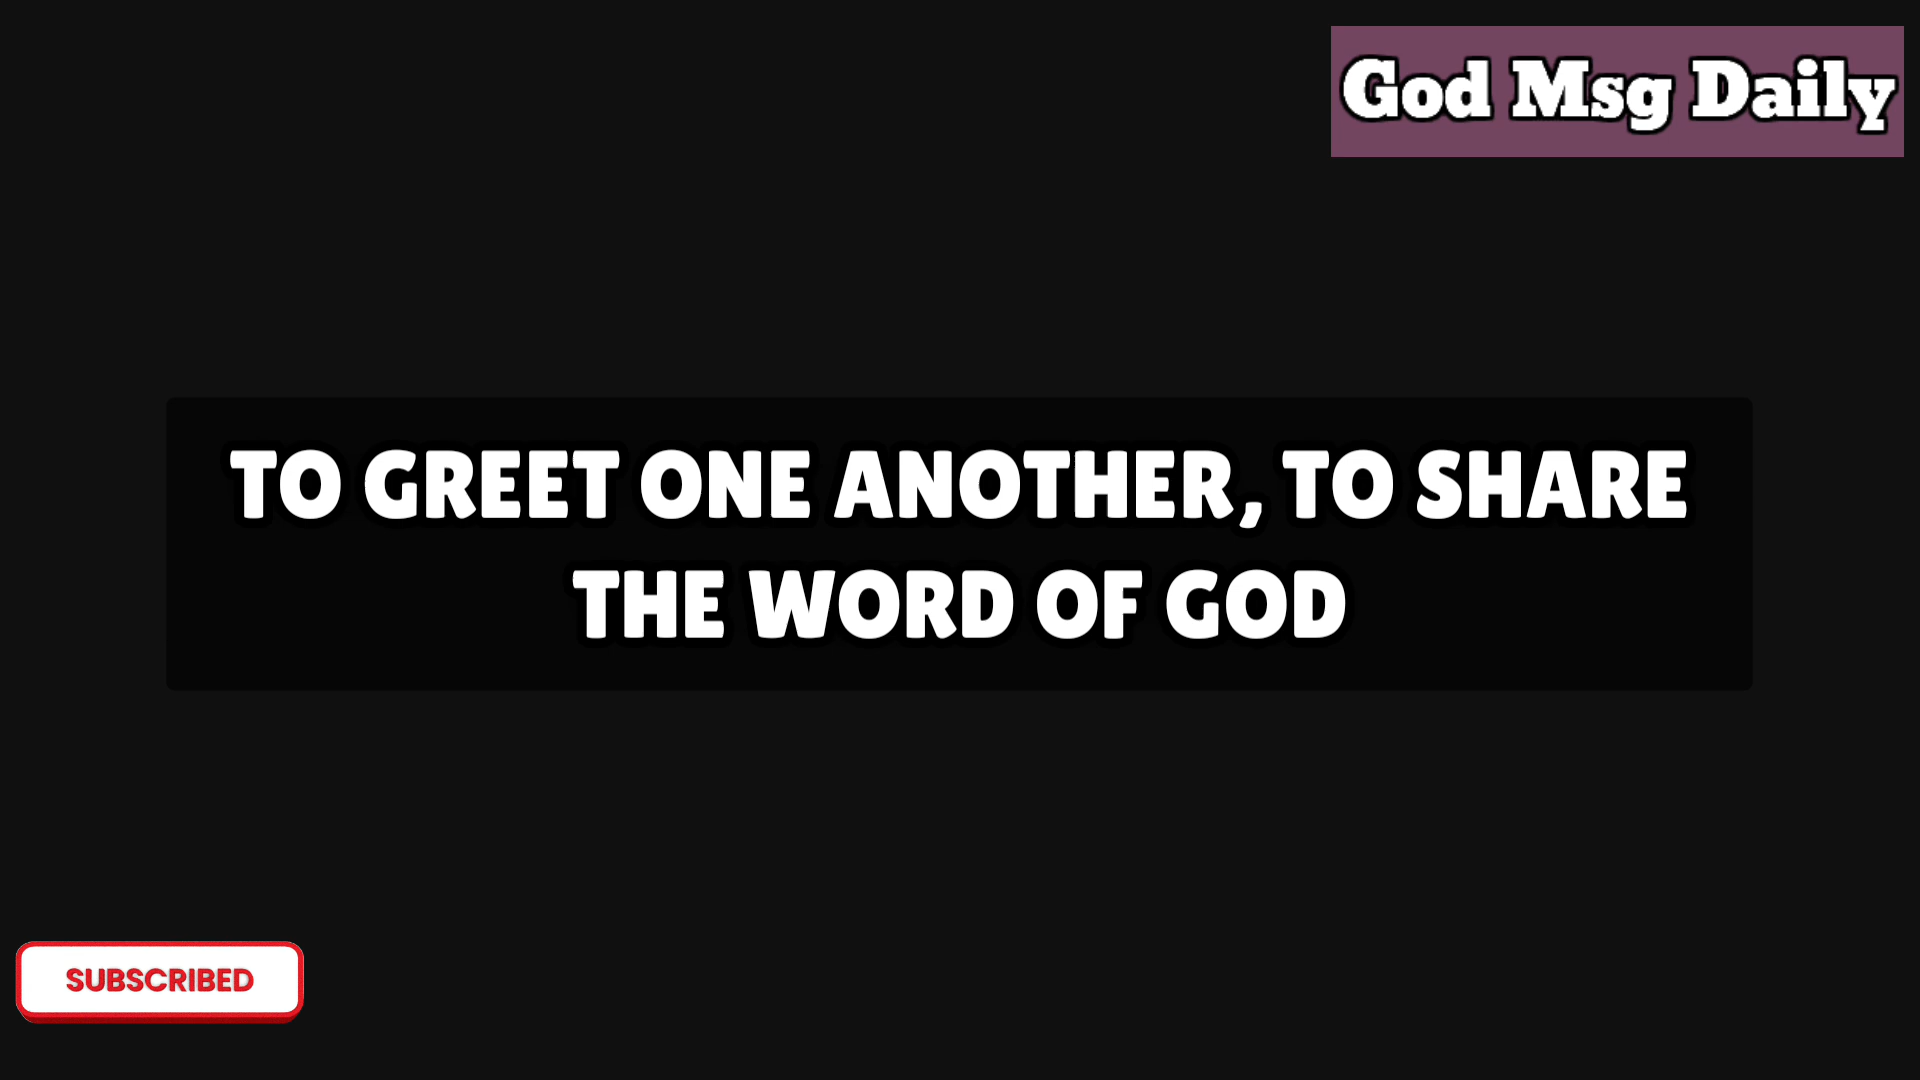 God Msg Daily
TO GREET ONE ANOTHER, TO SHARE
THE WORD OF GOD
SUBSCRIBED